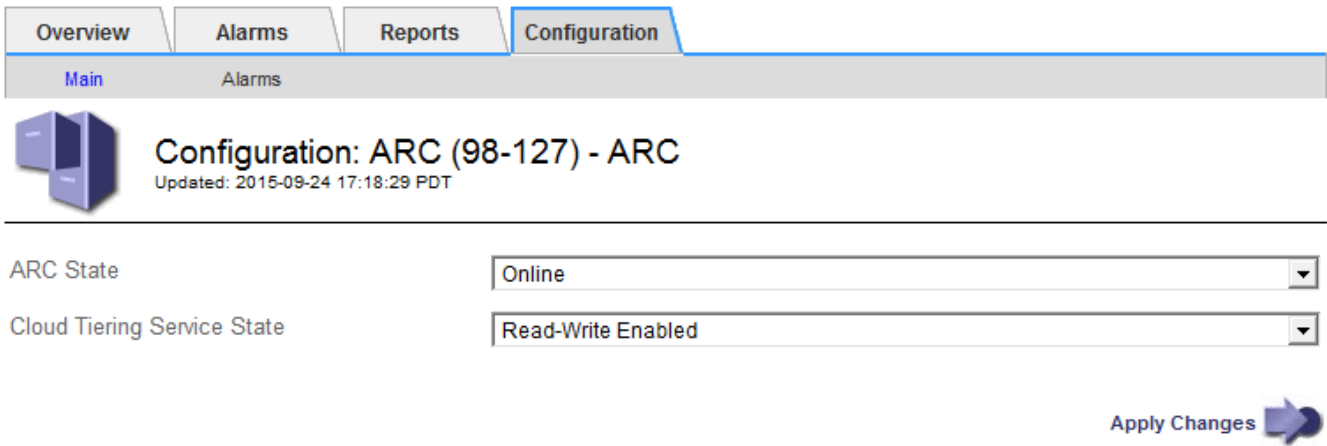 Overview Alarms Reports Configuration
Main Alarms
Configuration: ARC (98-127) - ARC
Updated: 2015-09-24 17:18:29 PDT
ARC State Online
Cloud Tiering Service State Read-Write Enabled
Apply Changes